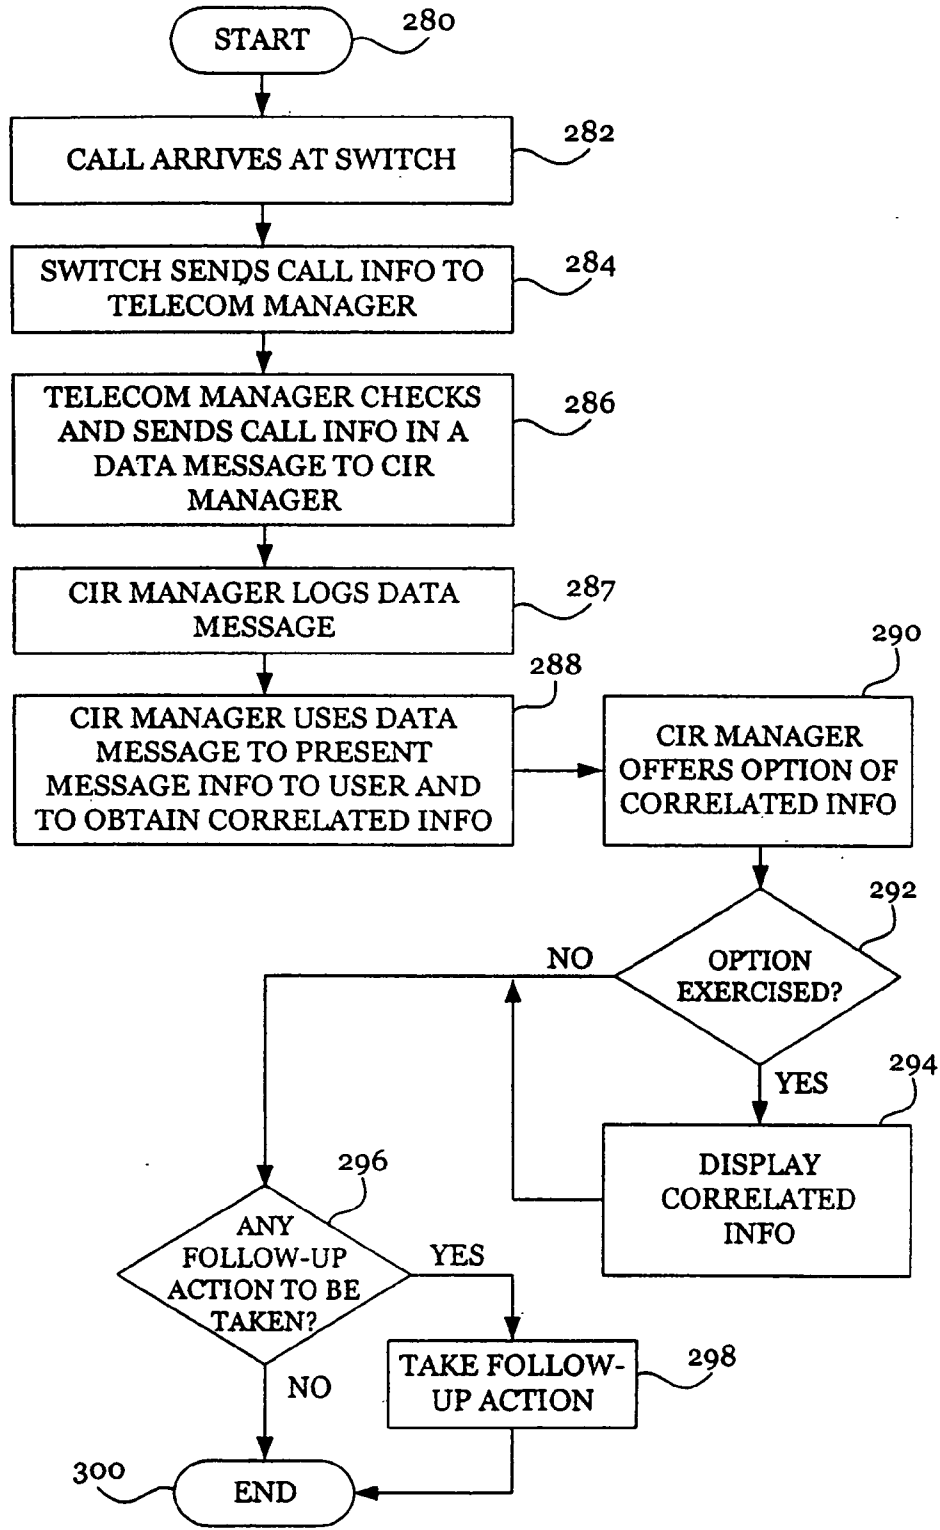 START
280
CALL ARRIVES AT SWITCH
282
SWITCH SENDS CALL INFO TO
TELECOM MANAGER
284
TELECOM MANAGER CHECKS
AND SENDS CALL INFO IN A
DATA MESSAGE TO CIR
MANAGER
286
CIR MANAGER LOGS DATA
MESSAGE
287
CIR MANAGER USES DATA
MESSAGE TO PRESENT
MESSAGE INFO TO USER AND
TO OBTAIN CORRELATED INFO
288
CIR MANAGER
OFFERS OPTION OF
CORRELATED INFO
290
OPTION
EXERCISED?
292
NO
YES
DISPLAY
CORRELATED
INFO
294
ANY
FOLLOW-UP
ACTION TO BE
TAKEN?
296
YES
NO
TAKE FOLLOW-
UP ACTION
298
END
300